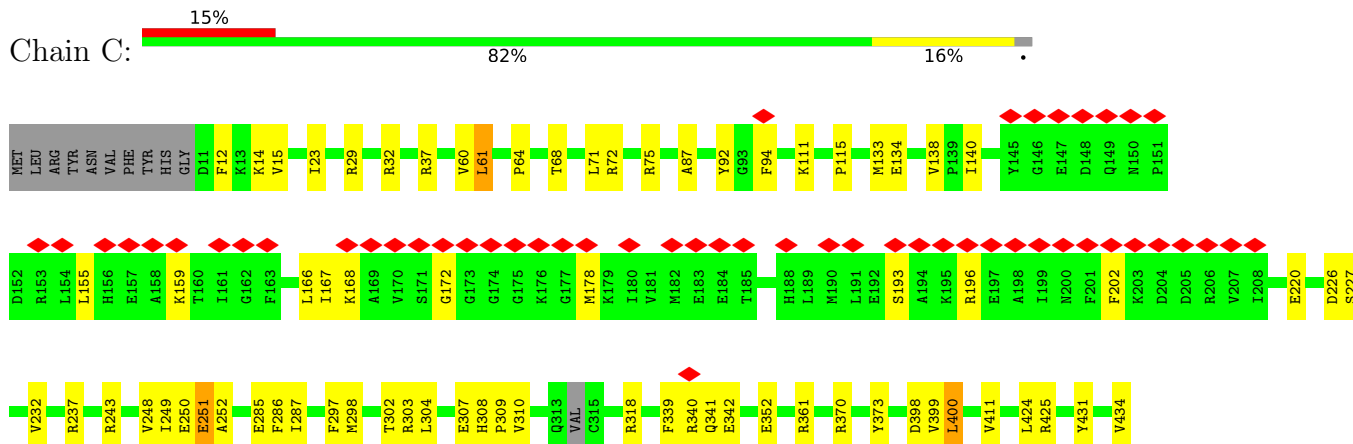 15%
Chain C:
82% 16% .
MET LEU ARG TYR ASN VAL PHE TYR HIS GLY D11 F12 K13 K14 V15 I23 R29 R32 R37 V60 L61 P64 T68 L71 R72 R75 A87 Y92 G93 F94 K111 P115 M133 E134 V138 P139 I140 Y145 G146 E147 D148 Q149 N150 P151
D152 R153 L154 L155 H156 E157 A158 K159 T160 I161 G162 F163 L166 I167 K168 A169 V170 S171 G172 G173 G174 G175 K176 G177 M178 K179 I180 V181 M182 E183 E184 T185 H188 L189 M190 L191 E192 S193 A194 K195 R196 E197 A198 I199 N200 F201 F202 K203 D204 D205 R206 V207 I208 E220 D226 S227
V232 R237 R243 V248 I249 E250 E251 A252 E285 F286 I287 F297 M298 T302 R303 L304 E307 H308 P309 V310 Q313 VAL C315 R318 F339 R340 Q341 E342 E352 R361 R370 Y373 D398 V399 L400 V411 L424 R425 Y431 V434